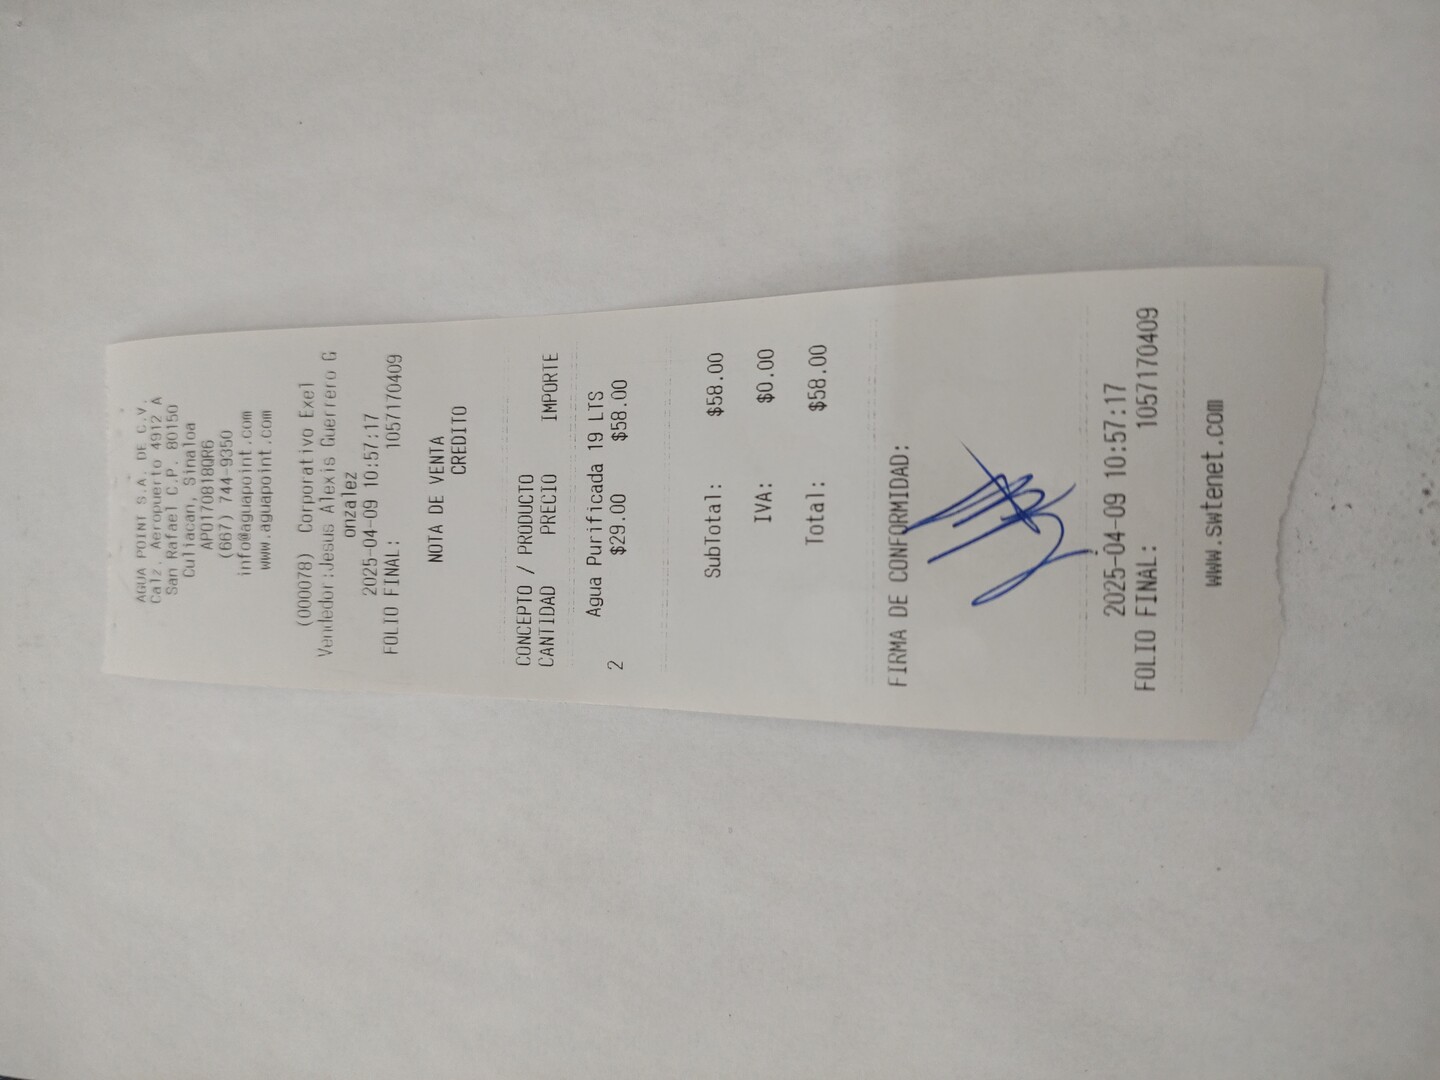 AGUA POINT S.A. DE C.V.
Calz. Aeropuerto 4912 A
San Rafael C.P. 80150
Culiacan, Sinaloa
APO170818QR6
(667) 744-9350
info@aguapoint.com
www.aguapoint.com
(000078) Corporativo Exel
Vendedor:Jesus Alexis Guerrero G
onzalez
2025-04-09 10:57:17
FOLIO FINAL: 1057170409
NOTA DE VENTA
CREDITO
CONCEPTO / PRODUCTO
CANTIDAD PRECIO IMPORTE
Agua Purificada 19 LTS
2 $29.00 $58.00
SubTotal: $58.00
IVA: $0.00
Total: $58.00
FIRMA DE CONFORMIDAD:
2025-04-09 10:57:17
FOLIO FINAL: 1057170409
www.swtenet.com